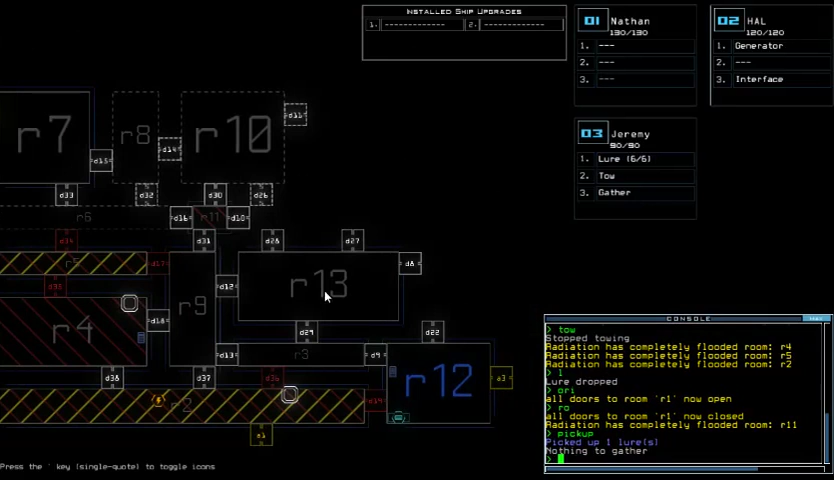 INSTALLED SHIP UPGRADES
1. -------------- 2. --------------
01 Nathan
130/130
1. ---
2. ---
3. ---
02 HAL
120/120
1. Generator
2. ---
3. Interface
03 Jeremy
90/90
1. Lure (6/6)
2. Tow
3. Gather
r7
r8
r10
d11
d14
d15
d33
d32
d30
d26
r6
d16
r11
d10
d34
d31
d28
d27
r5
d17
r13
d8
d12
r9
r4
d18
d29
d22
d13
r3
d9
d38
d37
d36
r12
a3
r2
a1
CONSOLE
> tow
Stopped towing
Radiation has completely flooded room: r4
Radiation has completely flooded room: r5
Radiation has completely flooded room: r2
> l
Lure dropped
> ori
all doors to room 'r1' now open
> ro
all doors to room 'r1' now closed
Radiation has completely flooded room: r11
> pickup
Picked up 1 lure(s)
Nothing to gather
>
Press the ' key (single-quote) to toggle icons